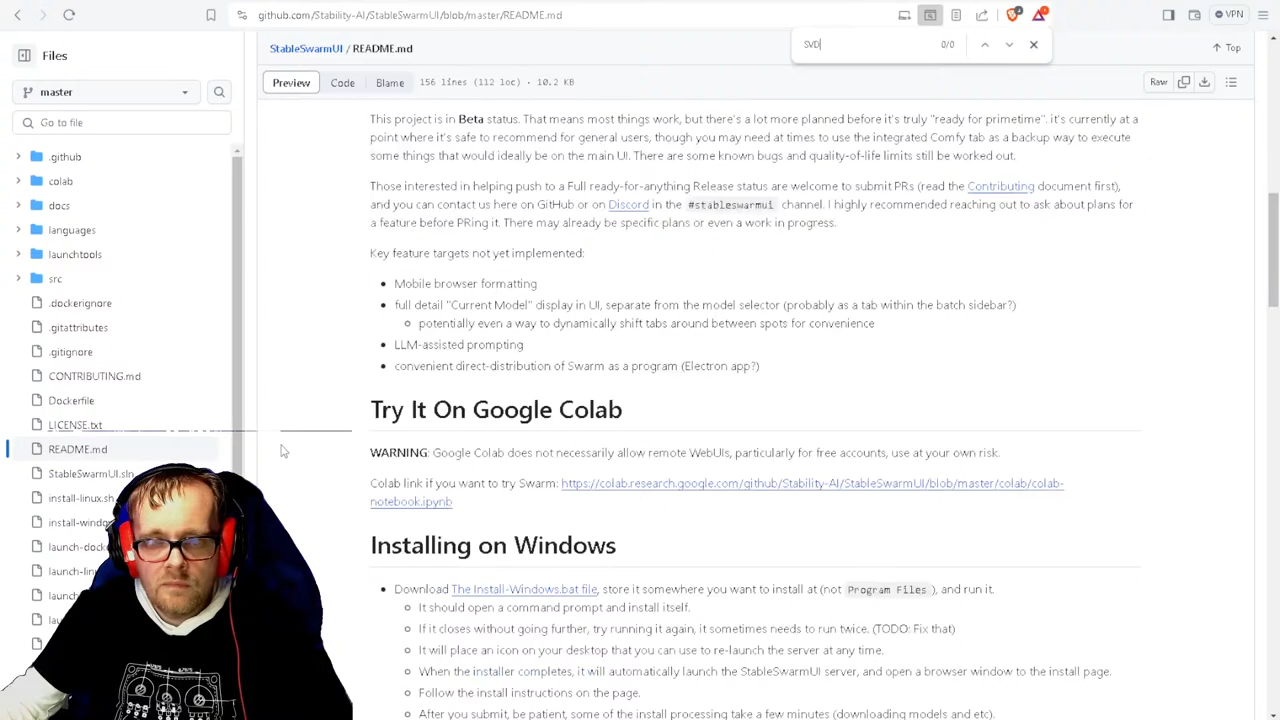 github.com/Stability-AI/StableSwarmUI/blob/master/README.md
VPN
SVD
0/0
Files
StableSwarmUI / README.md
Top
master
Preview
Code
Blame
156 lines (112 loc) · 10.2 KB
Raw
Go to file
.github
colab
docs
languages
launchtools
src
.dockerignore
.gitattributes
.gitignore
CONTRIBUTING.md
Dockerfile
LICENSE.txt
README.md
StableSwarmUI.sln
install-linux.sh
This project is in Beta status. That means most things work, but there's a lot more planned before it's truly "ready for primetime". it's currently at a
point where it's safe to recommend for general users, though you may need at times to use the integrated Comfy tab as a backup way to execute
some things that would ideally be on the main UI. There are some known bugs and quality-of-life limits still be worked out.
Those interested in helping push to a Full ready-for-anything Release status are welcome to submit PRs (read the Contributing document first),
and you can contact us here on GitHub or on Discord in the #stableswarmui channel. I highly recommended reaching out to ask about plans for
a feature before PRing it. There may already be specific plans or even a work in progress.
Key feature targets not yet implemented:
Mobile browser formatting
full detail "Current Model" display in UI, separate from the model selector (probably as a tab within the batch sidebar?)
potentially even a way to dynamically shift tabs around between spots for convenience
LLM-assisted prompting
convenient direct-distribution of Swarm as a program (Electron app?)
Try It On Google Colab
WARNING: Google Colab does not necessarily allow remote WebUIs, particularly for free accounts, use at your own risk.
Colab link if you want to try Swarm: https://colab.research.google.com/github/Stability-AI/StableSwarmUI/blob/master/colab/colab-
notebook.ipynb
Installing on Windows
Download The Install-Windows.bat file, store it somewhere you want to install at (not Program Files), and run it.
It should open a command prompt and install itself.
If it closes without going further, try running it again, it sometimes needs to run twice. (TODO: Fix that)
It will place an icon on your desktop that you can use to re-launch the server at any time.
When the installer completes, it will automatically launch the StableSwarmUI server, and open a browser window to the install page.
Follow the install instructions on the page.
After you submit, be patient, some of the install processing take a few minutes (downloading models and etc).